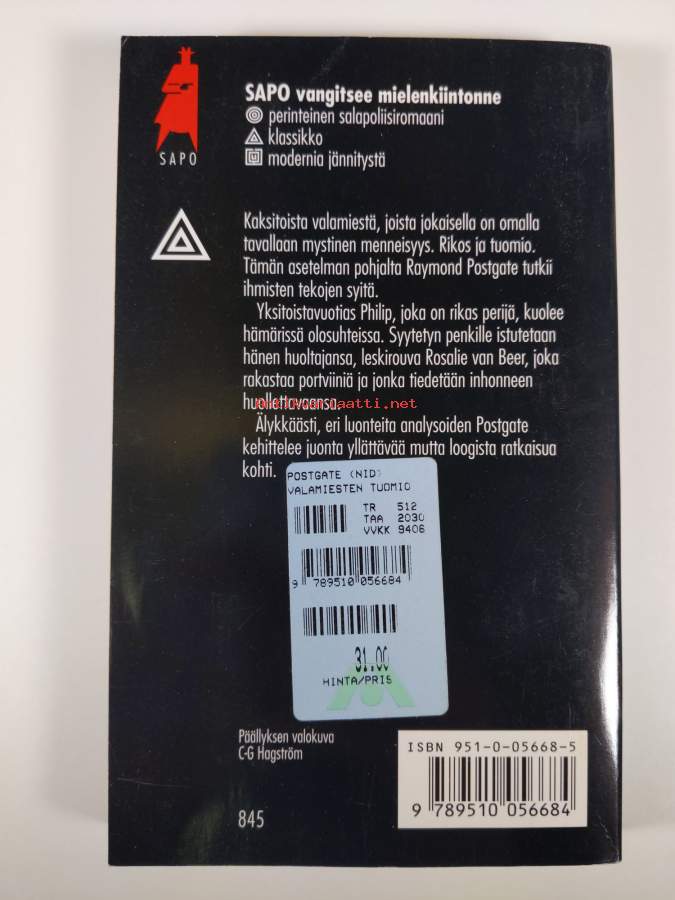 SAPO
SAPO vangitsee mielenkiintonne
perinteinen salapoliisiromaani
klassikko
modernia jännitystä
Kaksitoista valamiestä, joista jokaisella on omalla
tavallaan mystinen menneisyys. Rikos ja tuomio.
Tämän asetelman pohjalta Raymond Postgate tutkii
ihmisten tekojen syitä.
Yksitoistavuotias Philip, joka on rikas perijä, kuolee
hämärissä olosuhteissa. Syytetyn penkille istutetaan
hänen huoltajansa, leskirouva Rosalie van Beer, joka
rakastaa portviiniä ja jonka tiedetään inhonneen
huollettavaansa.
Älykkäästi, eri luonteita analysoiden Postgate
kehittelee juonta yllättävää mutta loogista ratkaisua
kohti.
POSTGATE (NID)
VALAMIESTEN TUOMIO
TR 512
TAA 2030
VVKK 9406
9 789510 056684
31.00
HINTA/PRIS
Päällyksen valokuva
C-G Hagström
845
ISBN 951-0-05668-5
9 789510 056684